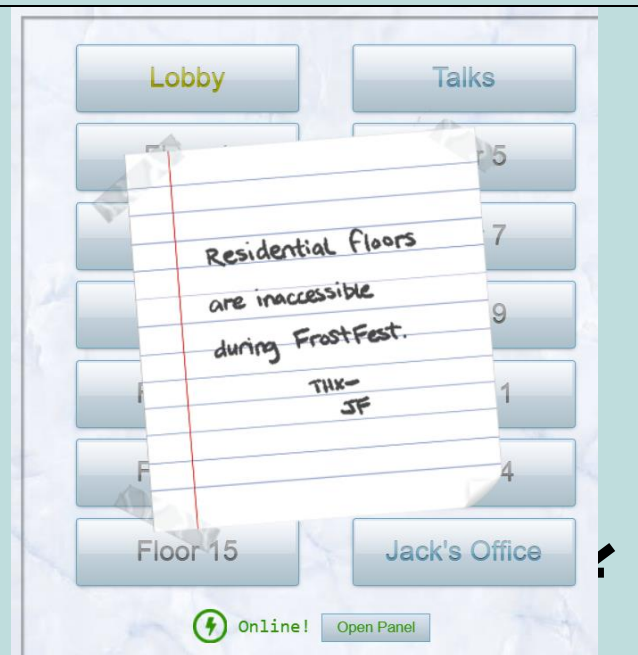 Lobby Talks
5
Residential floors
7
are inaccessible
9
during FrostFest.
THX-
JF
1
4
Floor 15 Jack's Office
Online! Open Panel